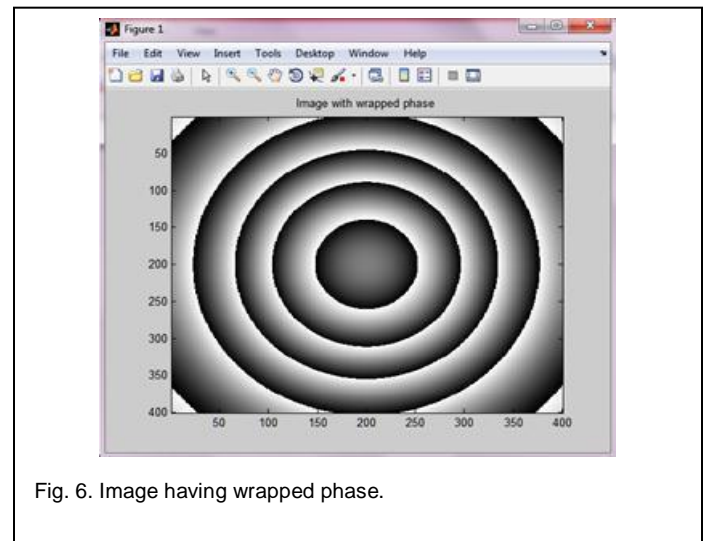 Figure 1
File Edit View Insert Tools Desktop Window Help
Image with wrapped phase
50
100
150
200
250
300
350
400
50 100 150 200 250 300 350 400
Fig. 6. Image having wrapped phase.